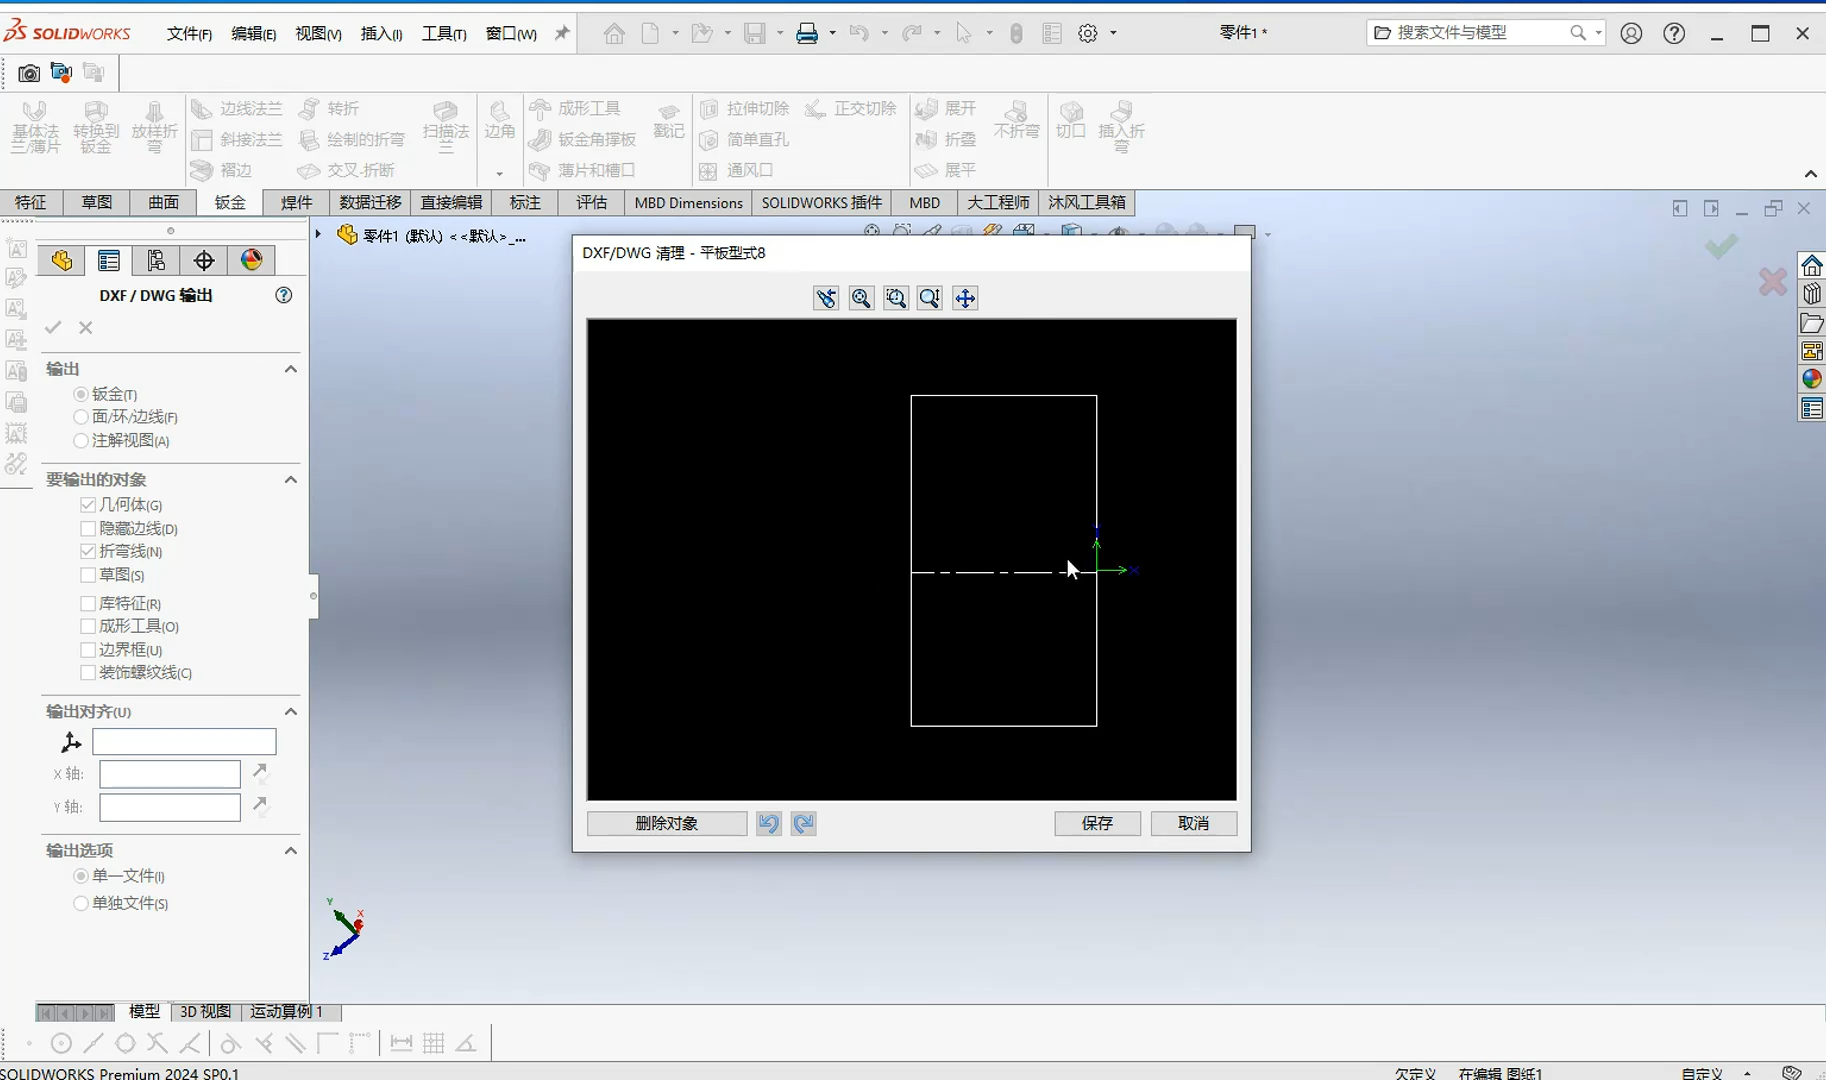 SOLIDWORKS 文件(F) 编辑(E) 视图(V) 插入(I) 工具(T) 窗口(W) 零件1 * 搜索文件与模型
基体法兰/薄片 转换到钣金 放样折弯 边线法兰 转折 扫描法兰 边角 成形工具 戳记 拉伸切除 正交切除 展开 不折弯 切口 插入折弯
斜接法兰 绘制的折弯 钣金角撑板 简单直孔 折叠
褶边 交叉-折断 薄片和槽口 通风口 展平
特征 草图 曲面 钣金 焊件 数据迁移 直接编辑 标注 评估 MBD Dimensions SOLIDWORKS 插件 MBD 大工程师 沐风工具箱
零件1 (默认) <<默认>_...
DXF/DWG 清理 - 平板型式8
DXF / DWG 输出
输出
钣金(T)
面/环/边线(F)
注解视图(A)
要输出的对象
几何体(G)
隐藏边线(D)
折弯线(N)
草图(S)
库特征(R)
成形工具(O)
边界框(U)
装饰螺纹线(C)
输出对齐(U)
X 轴:
Y 轴:
输出选项
单一文件(I)
单独文件(S)
删除对象 保存 取消
Y
X
Z
模型 3D 视图 运动算例 1
SOLIDWORKS Premium 2024 SP0.1 欠定义 在编辑 图纸1 自定义